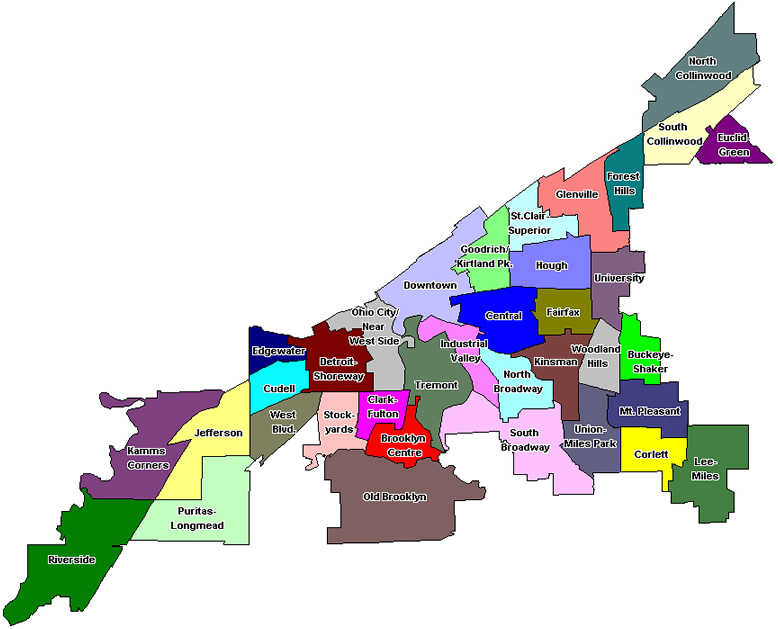 North
Collinwood
South
Collinwood
Euclid-
Green
Forest
Hills
Glenville
St.Clair-
Superior
Goodrich/
Kirtland Pk.
Hough
University
Downtown
Ohio City/
Near
West Side
Central
Fairfax
Edgewater
Detroit-
Shoreway
Industrial
Valley
Kinsman
Woodland
Hills
Buckeye-
Shaker
Cudell
Tremont
North
Broadway
West
Blvd.
Stock-
yards
Clark-
Fulton
Mt. Pleasant
Jefferson
Brooklyn
Centre
South
Broadway
Union-
Miles Park
Kamms
Corners
Corlett
Lee-
Miles
Old Brooklyn
Puritas-
Longmead
Riverside